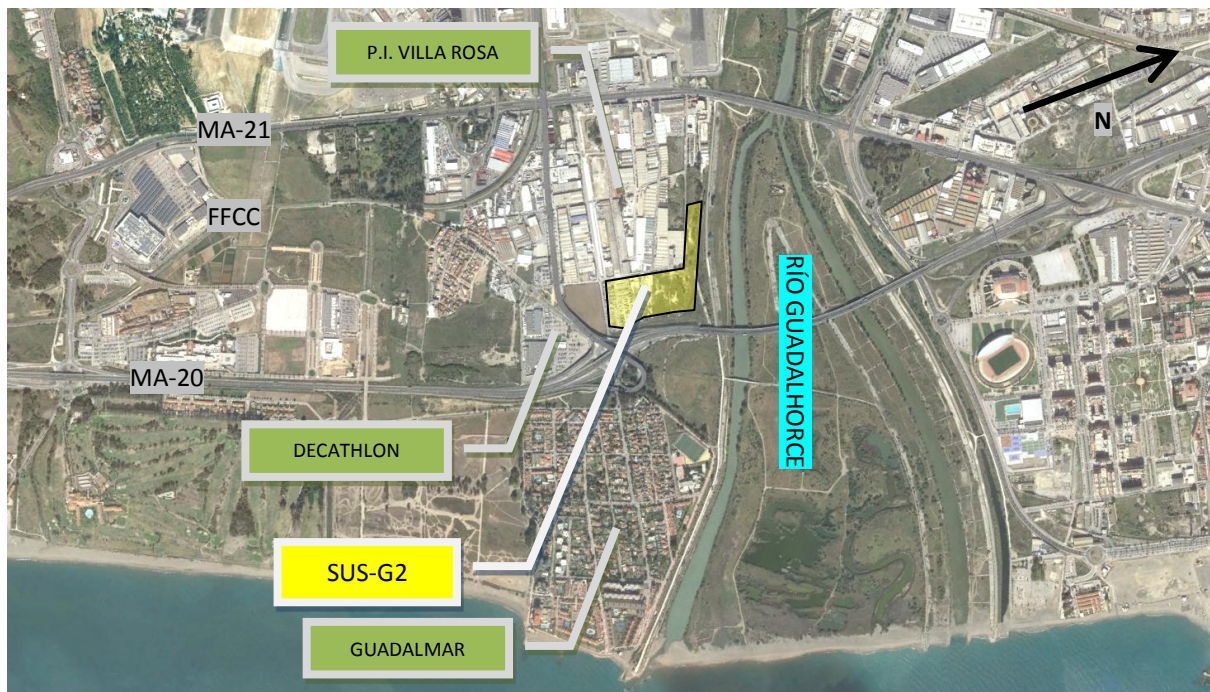 P.I. VILLA ROSA
N
MA-21
FFCC
RÍO GUADALHORCE
MA-20
DECATHLON
SUS-G2
GUADALMAR